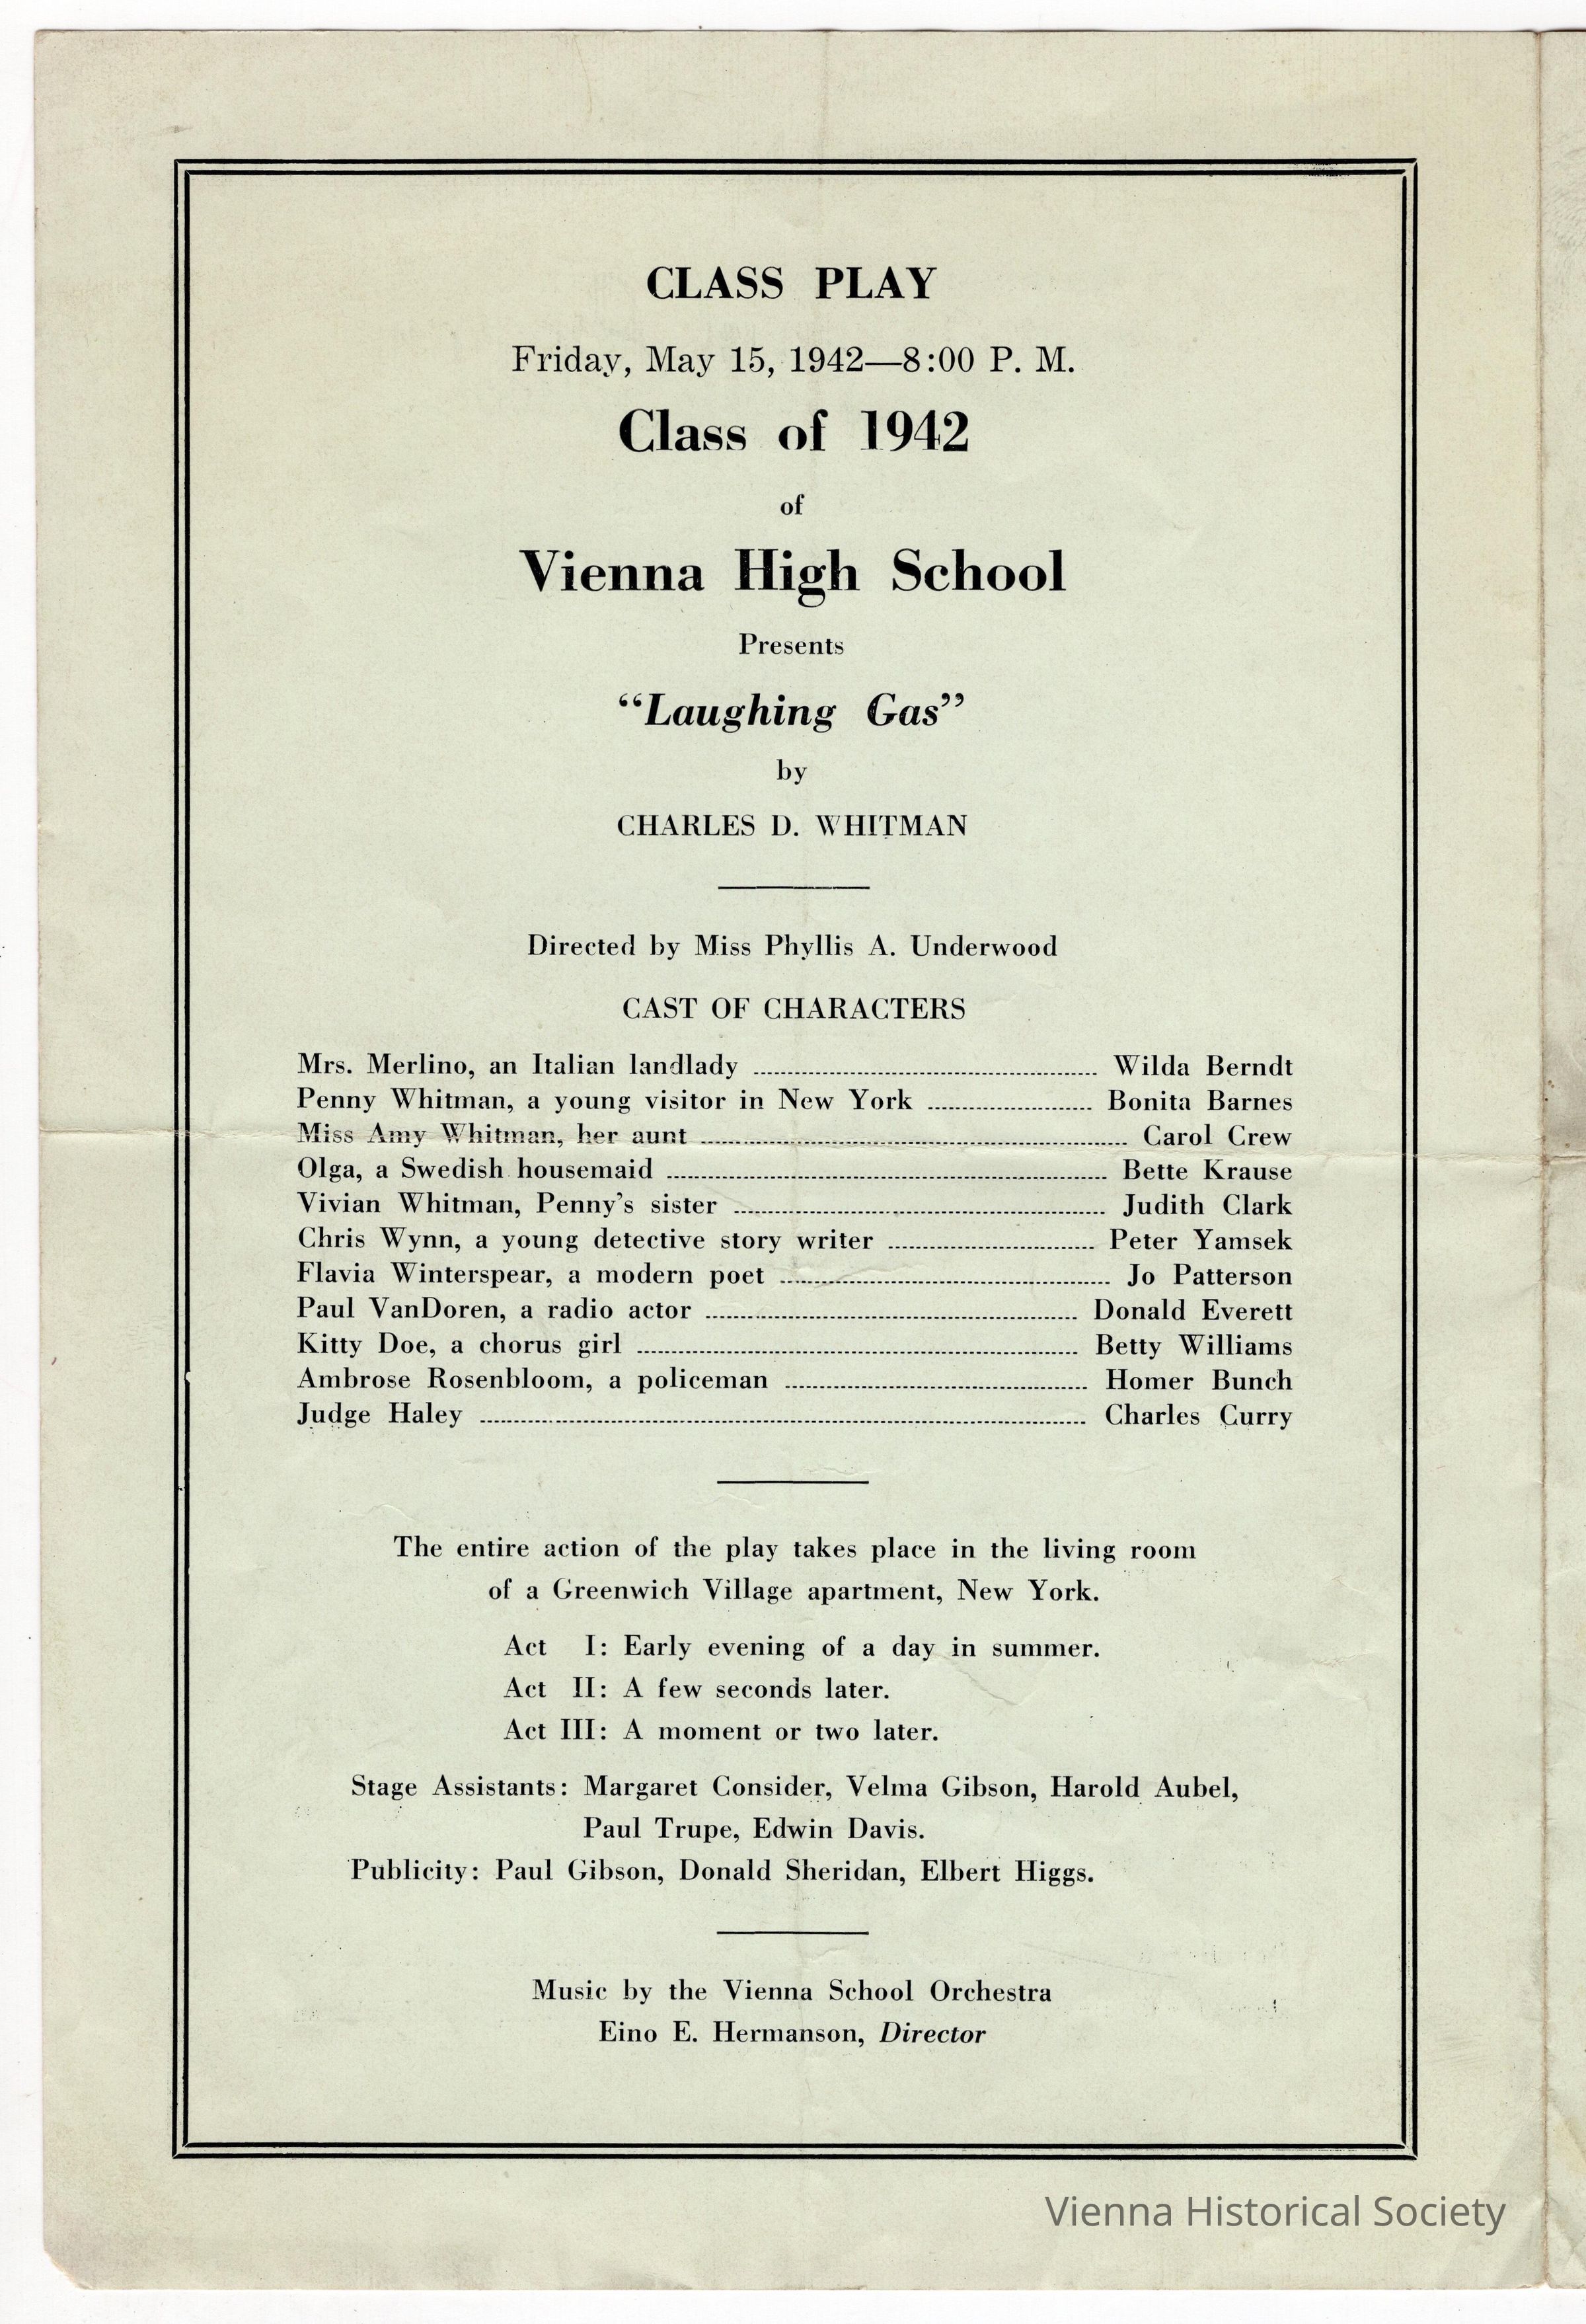 CLASS PLAY
Friday, May 15, 1942—8:00 P. M.
Class of 1942
of
Vienna High School
Presents
“Laughing Gas”
by
CHARLES D. WHITMAN
Directed by Miss Phyllis A. Underwood
CAST OF CHARACTERS
Mrs. Merlino, an Italian landlady ........ Wilda Berndt
Penny Whitman, a young visitor in New York ........ Bonita Barnes
Miss Amy Whitman, her aunt ........ Carol Crew
Olga, a Swedish housemaid ........ Bette Krause
Vivian Whitman, Penny’s sister ........ Judith Clark
Chris Wynn, a young detective story writer ........ Peter Yamsek
Flavia Winterspear, a modern poet ........ Jo Patterson
Paul VanDoren, a radio actor ........ Donald Everett
Kitty Doe, a chorus girl ........ Betty Williams
Ambrose Rosenbloom, a policeman ........ Homer Bunch
Judge Haley ........ Charles Curry
The entire action of the play takes place in the living room
of a Greenwich Village apartment, New York.
Act I: Early evening of a day in summer.
Act II: A few seconds later.
Act III: A moment or two later.
Stage Assistants: Margaret Consider, Velma Gibson, Harold Aubel,
Paul Trupe, Edwin Davis.
Publicity: Paul Gibson, Donald Sheridan, Elbert Higgs.
Music by the Vienna School Orchestra
Eino E. Hermanson, Director
Vienna Historical Society